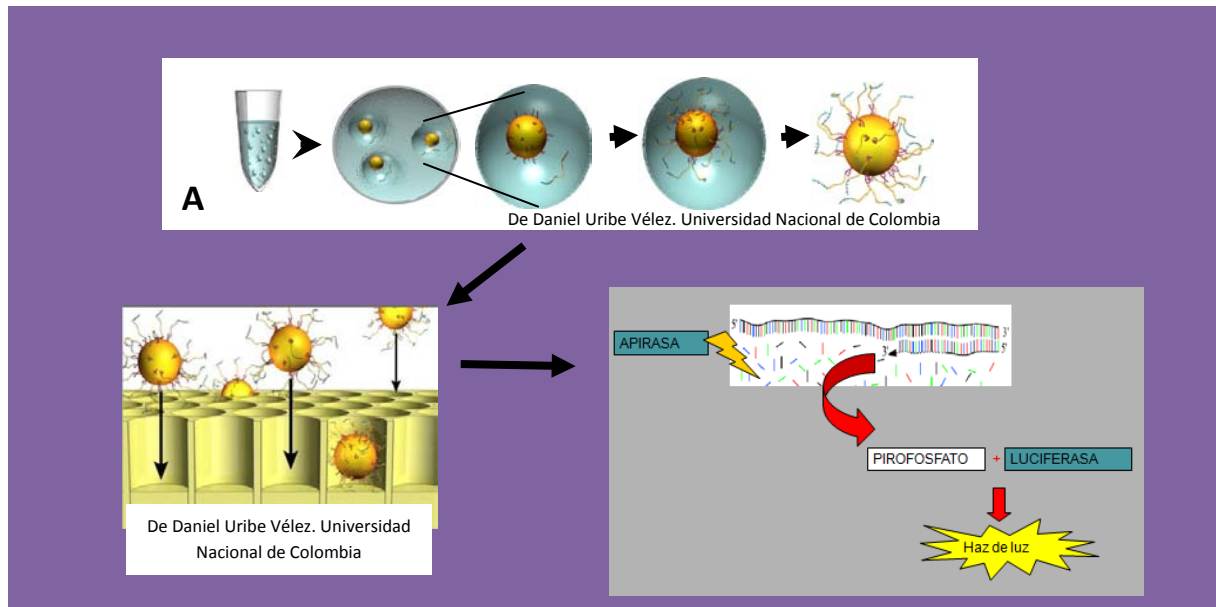 A
De Daniel Uribe Vélez. Universidad Nacional de Colombia
De Daniel Uribe Vélez. Universidad
Nacional de Colombia
5'
3'
APIRASA
3'
5'
PIROFOSFATO + LUCIFERASA
Haz de luz